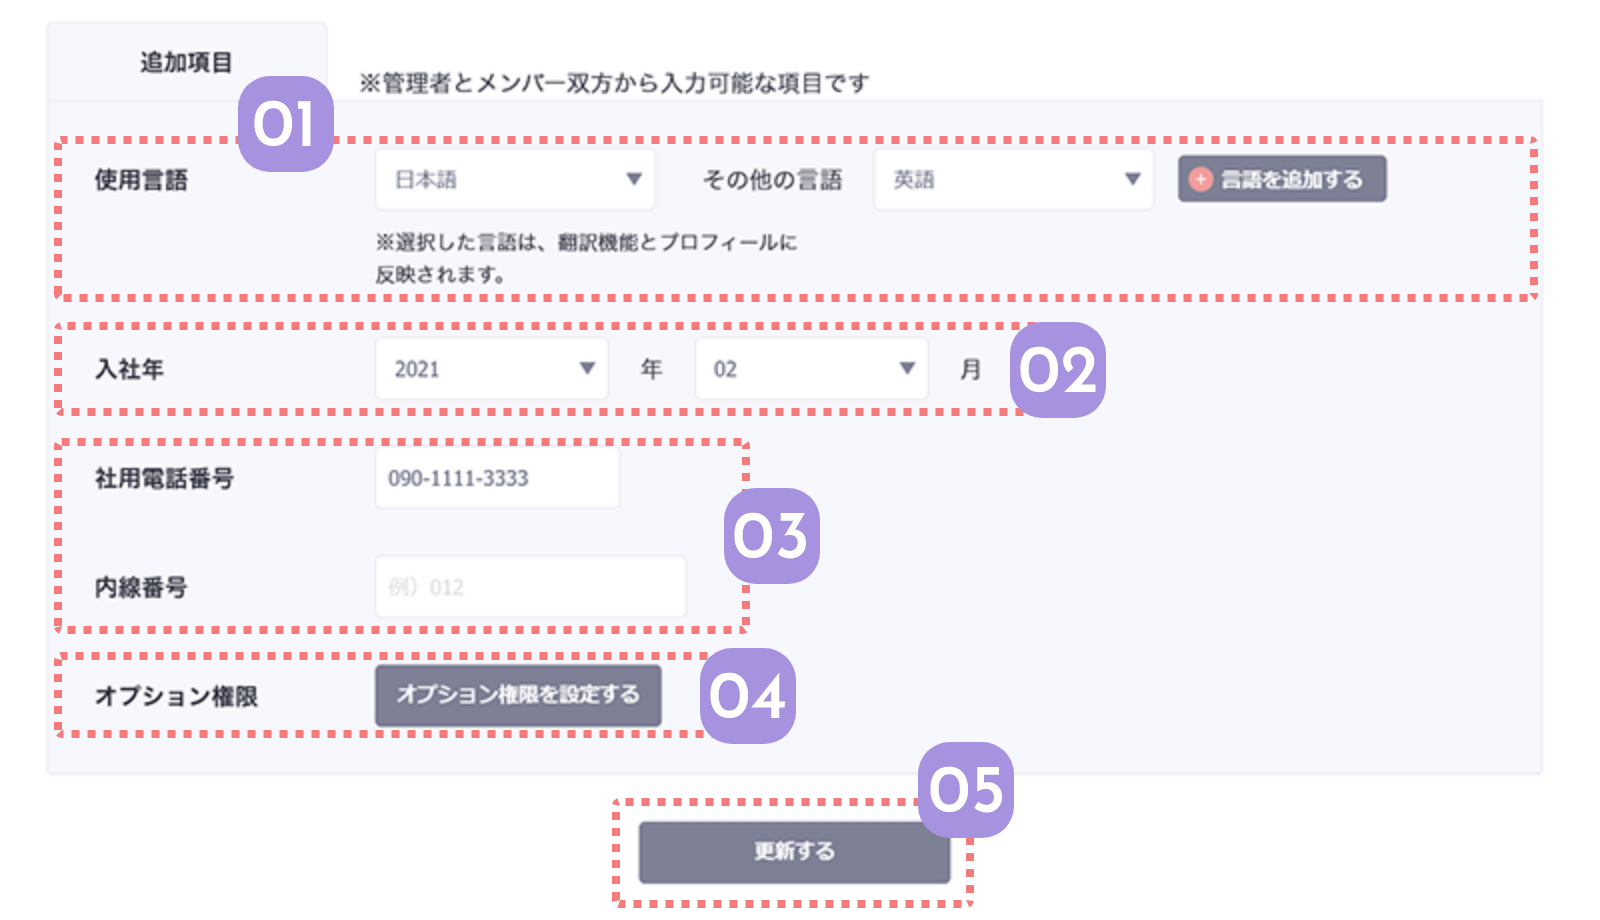 追加項目
※管理者とメンバー双方から入力可能な項目です
01
使用言語 日本語 ▼ その他の言語 英語 ▼ + 言語を追加する
※選択した言語は、翻訳機能とプロフィールに
反映されます。
入社年 2021 ▼ 年 02 ▼ 月 02
社用電話番号 090-1111-3333
03
内線番号 例）012
オプション権限 オプション権限を設定する 04
05
更新する